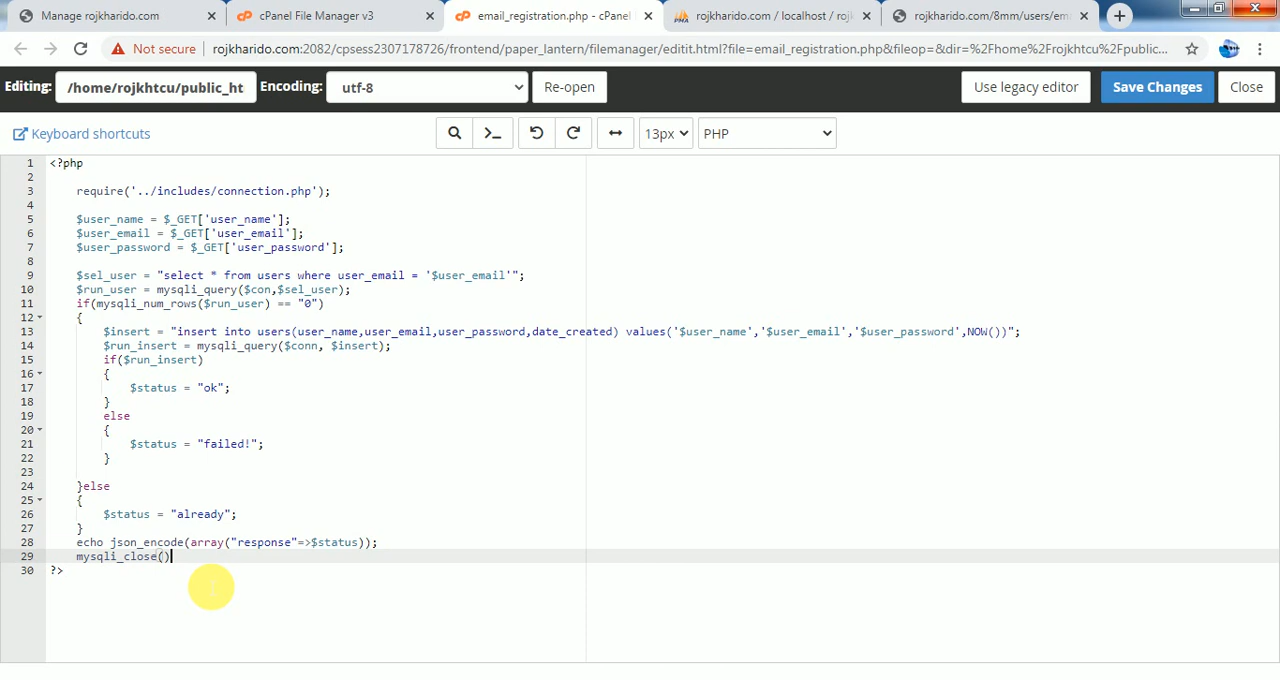 Manage rojkharido.com
cPanel File Manager v3
email_registration.php - cPanel
rojkharido.com / localhost / rojk
rojkharido.com/8mm/users/ema
Not secure
rojkharido.com:2082/cpsess2307178726/frontend/paper_lantern/filemanager/editit.html?file=email_registration.php&fileop=&dir=%2Fhome%2Frojkhtcu%2Fpublic...
Editing:
/home/rojkhtcu/public_ht
Encoding:
utf-8
Re-open
Use legacy editor
Save Changes
Close
Keyboard shortcuts
13px
PHP
1 <?php
2
3 require('../includes/connection.php');
4
5 $user_name = $_GET['user_name'];
6 $user_email = $_GET['user_email'];
7 $user_password = $_GET['user_password'];
8
9 $sel_user = "select * from users where user_email = '$user_email'";
10 $run_user = mysqli_query($con,$sel_user);
11 if(mysqli_num_rows($run_user) == "0")
12 {
13 $insert = "insert into users(user_name,user_email,user_password,date_created) values('$user_name','$user_email','$user_password',NOW())";
14 $run_insert = mysqli_query($conn, $insert);
15 if($run_insert)
16 {
17 $status = "ok";
18 }
19 else
20 {
21 $status = "failed!";
22 }
23
24 }else
25 {
26 $status = "already";
27 }
28 echo json_encode(array("response"=>$status));
29 mysqli_close()
30 ?>